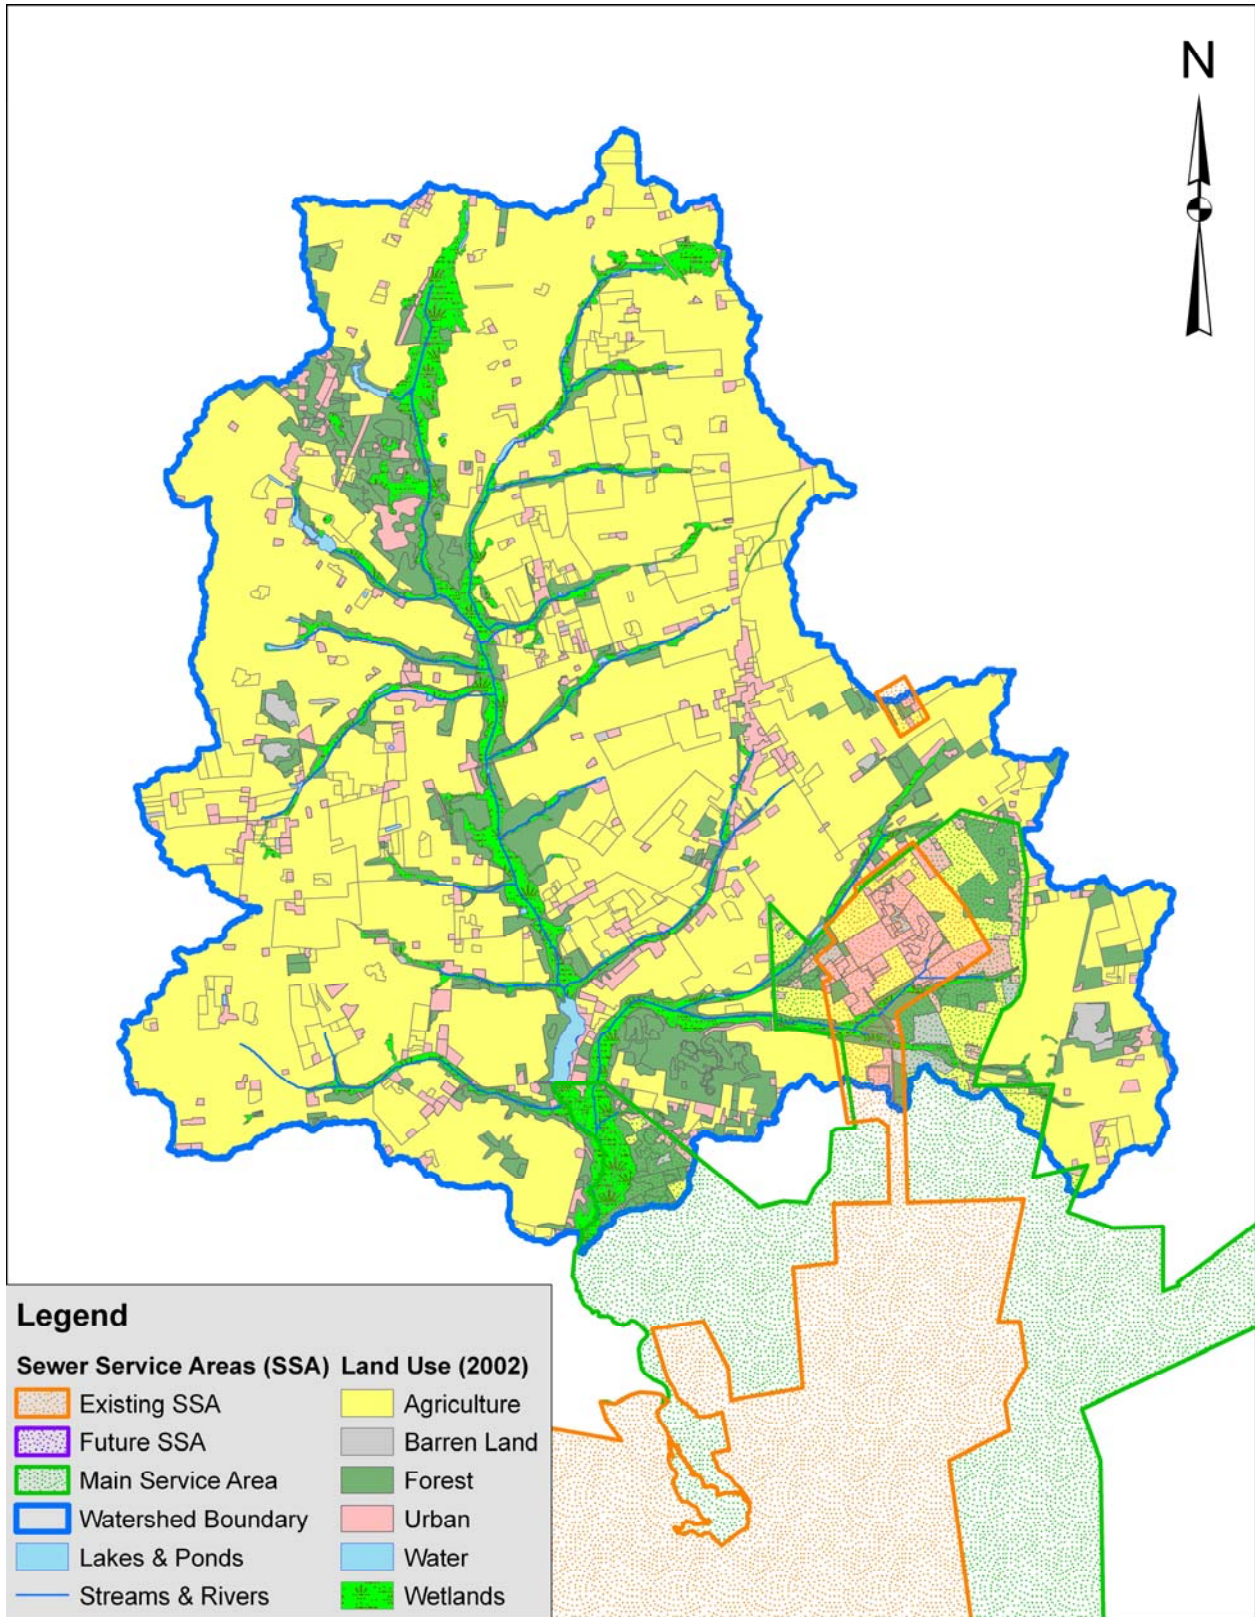 N
Legend
Sewer Service Areas (SSA) Land Use (2002)
Existing SSA Agriculture
Future SSA Barren Land
Main Service Area Forest
Watershed Boundary Urban
Lakes & Ponds Water
Streams & Rivers Wetlands